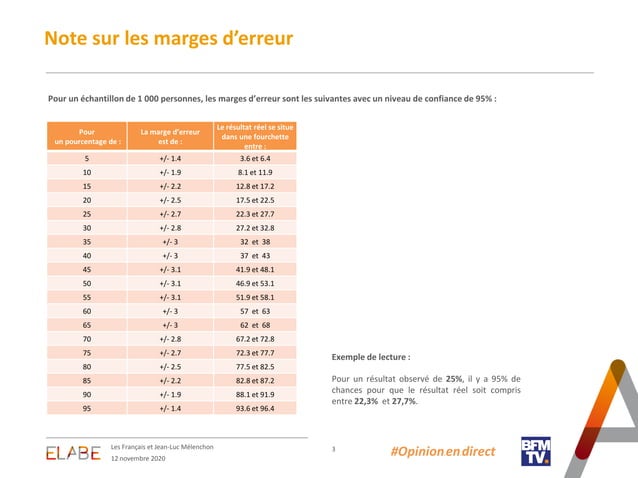 Note sur les marges d’erreur
Pour un échantillon de 1 000 personnes, les marges d’erreur sont les suivantes avec un niveau de confiance de 95% :
Pour un pourcentage de : La marge d’erreur est de : Le résultat réel se situe dans une fourchette entre :
5 +/- 1.4 3.6 et 6.4
10 +/- 1.9 8.1 et 11.9
15 +/- 2.2 12.8 et 17.2
20 +/- 2.5 17.5 et 22.5
25 +/- 2.7 22.3 et 27.7
30 +/- 2.8 27.2 et 32.8
35 +/- 3 32 et 38
40 +/- 3 37 et 43
45 +/- 3.1 41.9 et 48.1
50 +/- 3.1 46.9 et 53.1
55 +/- 3.1 51.9 et 58.1
60 +/- 3 57 et 63
65 +/- 3 62 et 68
70 +/- 2.8 67.2 et 72.8
75 +/- 2.7 72.3 et 77.7
80 +/- 2.5 77.5 et 82.5
85 +/- 2.2 82.8 et 87.2
90 +/- 1.9 88.1 et 91.9
95 +/- 1.4 93.6 et 96.4
Exemple de lecture :
Pour un résultat observé de 25%, il y a 95% de
chances pour que le résultat réel soit compris
entre 22,3% et 27,7%.
ELABE
Les Français et Jean-Luc Mélenchon
12 novembre 2020
3
#Opinionendirect
BFM
TV.